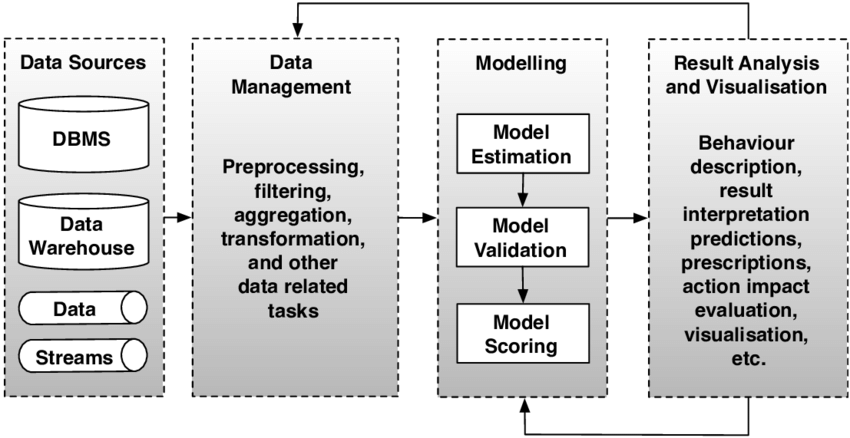 Data Sources
DBMS
Data
Warehouse
Data
Streams
Data
Management
Preprocessing,
filtering,
aggregation,
transformation,
and other
data related
tasks
Modelling
Model
Estimation
Model
Validation
Model
Scoring
Result Analysis
and Visualisation
Behaviour
description,
result
interpretation
predictions,
prescriptions,
action impact
evaluation,
visualisation,
etc.